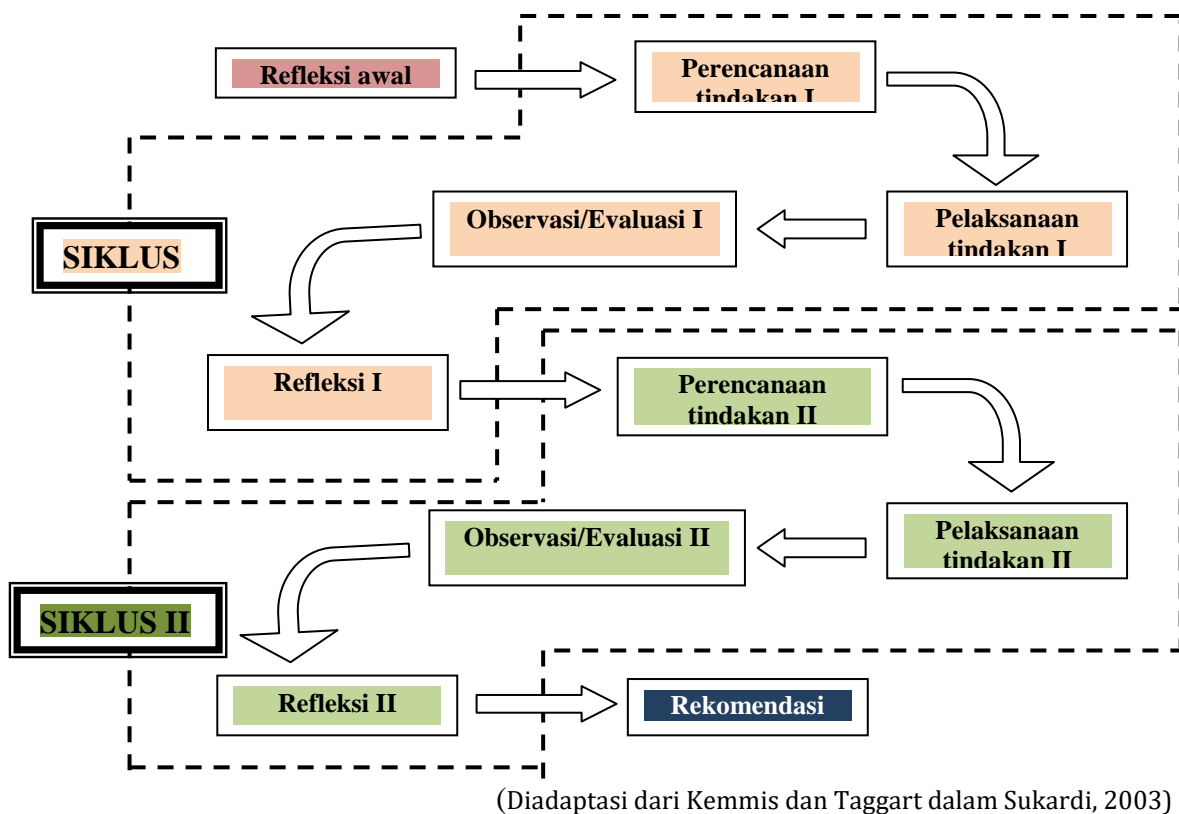 Refleksi awal
Perencanaan
tindakan I
Pelaksanaan
tindakan I
Observasi/Evaluasi I
SIKLUS
Refleksi I
Perencanaan
tindakan II
Pelaksanaan
tindakan II
Observasi/Evaluasi II
SIKLUS II
Refleksi II
Rekomendasi
(Diadaptasi dari Kemmis dan Taggart dalam Sukardi, 2003)